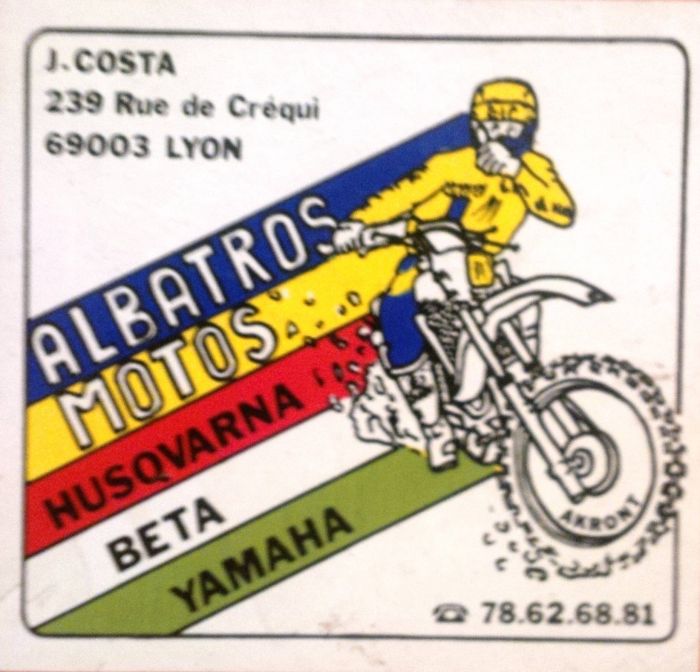 J. COSTA
239 Rue de Créqui
69003 LYON
ALBATROS
MOTOS
HUSQVARNA
BETA
YAMAHA
AKRONT
☎ 78.62.68.81